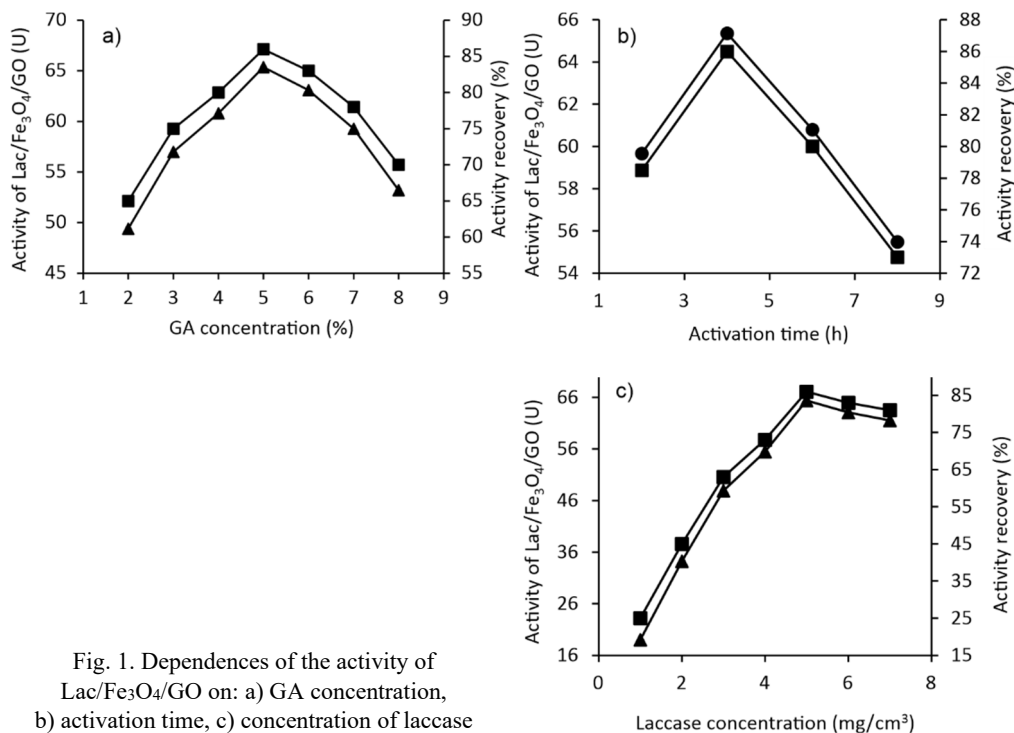 a)
Activity of Lac/Fe₃O₄/GO (U)
70
65
60
55
50
45
90
85
80
75
70
65
60
55
Activity recovery (%)
1 2 3 4 5 6 7 8 9
GA concentration (%)
b)
Activity of Lac/Fe₃O₄/GO (U)
66
64
62
60
58
56
54
88
86
84
82
80
78
76
74
72
Activity recovery (%)
1 3 5 7 9
Activation time (h)
c)
Activity of Lac/Fe₃O₄/GO (U)
66
56
46
36
26
16
85
75
65
55
45
35
25
15
Activity recovery (%)
0 2 4 6 8
Laccase concentration (mg/cm³)
Fig. 1. Dependences of the activity of
Lac/Fe₃O₄/GO on: a) GA concentration,
b) activation time, c) concentration of laccase